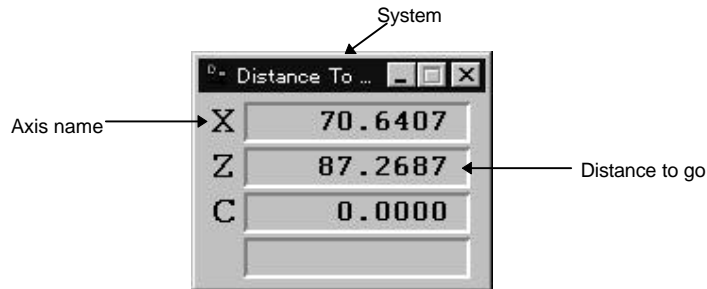 System
Distance To ...
Axis name X 70.6407
Z 87.2687 Distance to go
C 0.0000